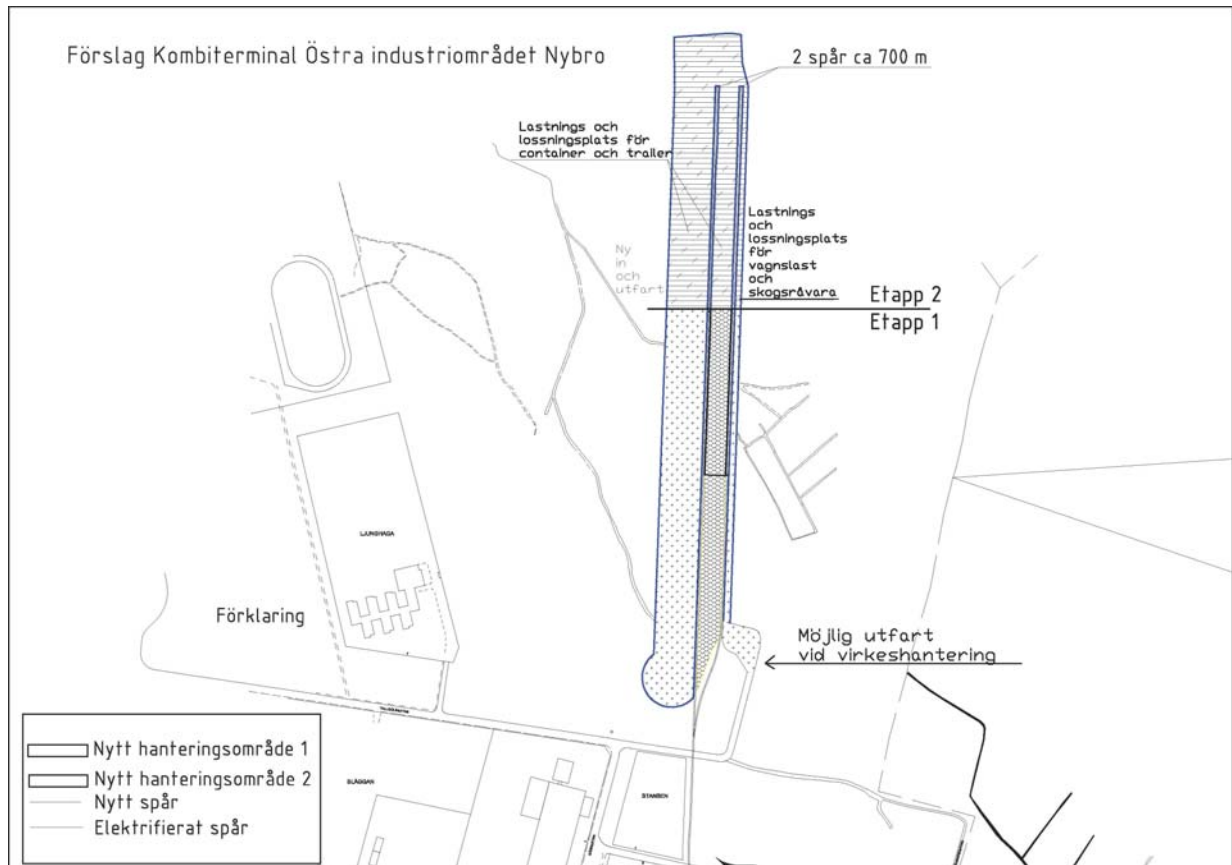 Förslag Kombiterminal Östra industriområdet Nybro
2 spår ca 700 m
Lastnings och
lossningsplats för
container och trailer
Lastnings
och
lossningsplats
för
vagnslast
och
skogsråvara
Ny
in
och
utfart
Etapp 2
Etapp 1
LJUNGHAGA
Förklaring
Möjlig utfart
vid virkeshantering
Nytt hanteringsområde 1
Nytt hanteringsområde 2
Nytt spår
Elektrifierat spår
SLÄGGAN